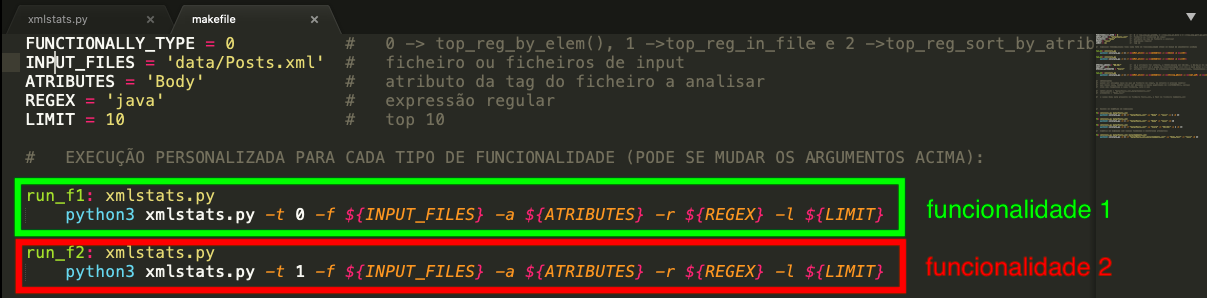 xmlstats.py × makefile ×
FUNCTIONALLY_TYPE = 0 # 0 -> top_reg_by_elem(), 1 ->top_reg_in_file e 2 ->top_reg_sort_by_atrib
INPUT_FILES = 'data/Posts.xml' # ficheiro ou ficheiros de input
ATRIBUTES = 'Body' # atributo da tag do ficheiro a analisar
REGEX = 'java' # expressão regular
LIMIT = 10 # top 10
# EXECUÇÃO PERSONALIZADA PARA CADA TIPO DE FUNCIONALIDADE (PODE SE MUDAR OS ARGUMENTOS ACIMA):
run_f1: xmlstats.py
python3 xmlstats.py -t 0 -f ${INPUT_FILES} -a ${ATRIBUTES} -r ${REGEX} -l ${LIMIT}
funcionalidade 1
run_f2: xmlstats.py
python3 xmlstats.py -t 1 -f ${INPUT_FILES} -a ${ATRIBUTES} -r ${REGEX} -l ${LIMIT}
funcionalidade 2